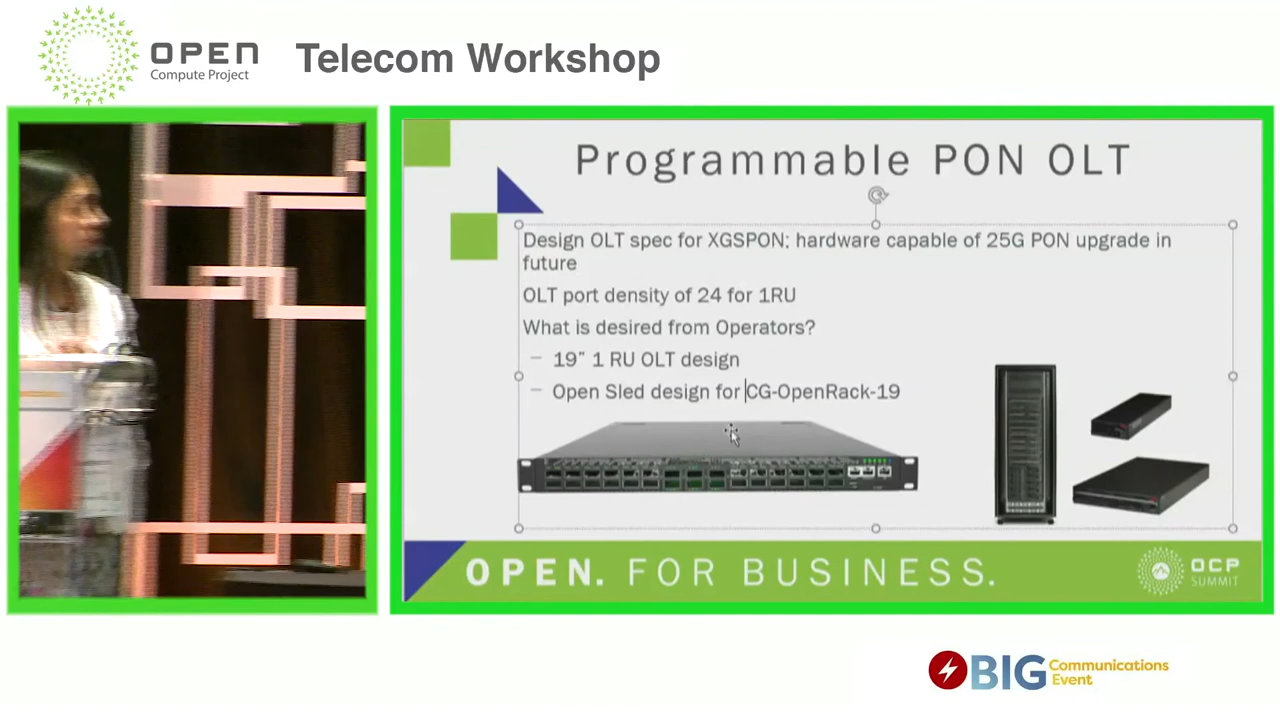 OPEN
Compute Project
Telecom Workshop
Programmable PON OLT
Design OLT spec for XGSPON; hardware capable of 25G PON upgrade in
future
OLT port density of 24 for 1RU
What is desired from Operators?
– 19” 1 RU OLT design
– Open Sled design for CG-OpenRack-19
OPEN. FOR BUSINESS.
OCP
SUMMIT
BIG Communications
Event